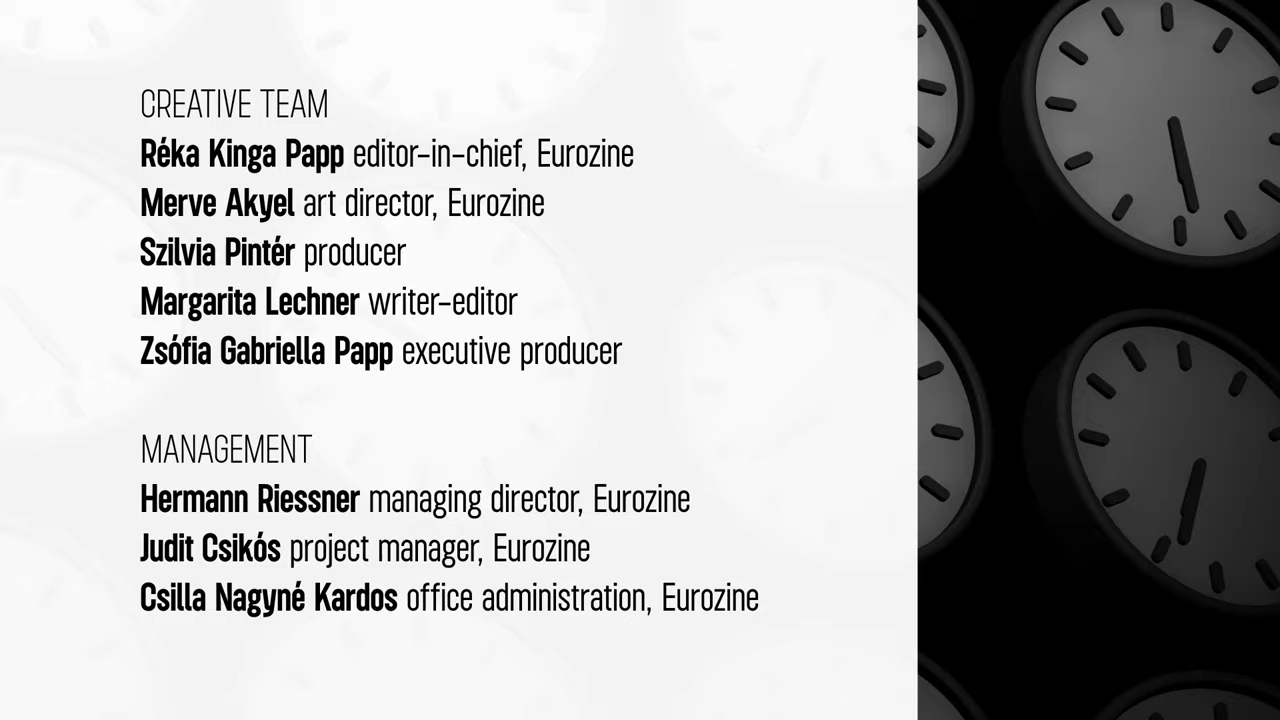 CREATIVE TEAM
Réka Kinga Papp editor-in-chief, Eurozine
Merve Akyel art director, Eurozine
Szilvia Pintér producer
Margarita Lechner writer-editor
Zsófia Gabriella Papp executive producer
MANAGEMENT
Hermann Riessner managing director, Eurozine
Judit Csikós project manager, Eurozine
Csilla Nagyné Kardos office administration, Eurozine